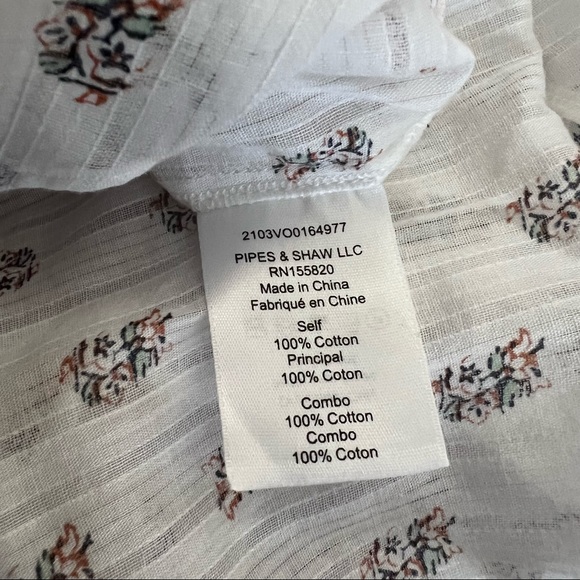 2103VO0164977
PIPES & SHAW LLC
RN155820
Made in China
Fabriqué en Chine
Self
100% Cotton
Principal
100% Coton
Combo
100% Cotton
Combo
100% Coton